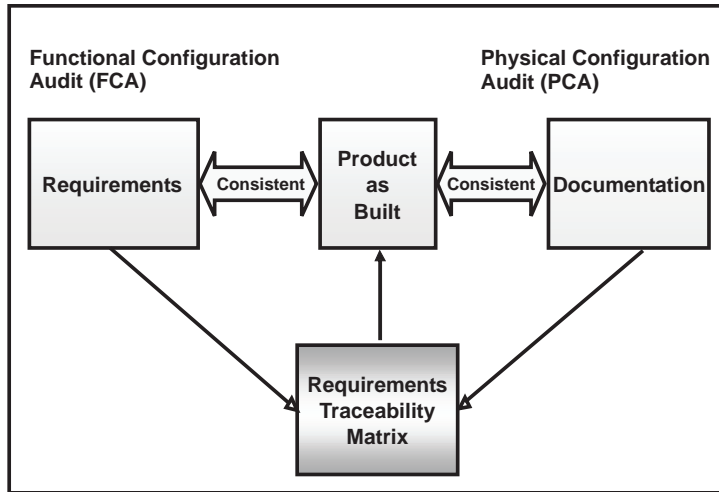 Functional Configuration
Audit (FCA)
Physical Configuration
Audit (PCA)
Requirements
Consistent
Product
as
Built
Consistent
Documentation
Requirements
Traceability
Matrix